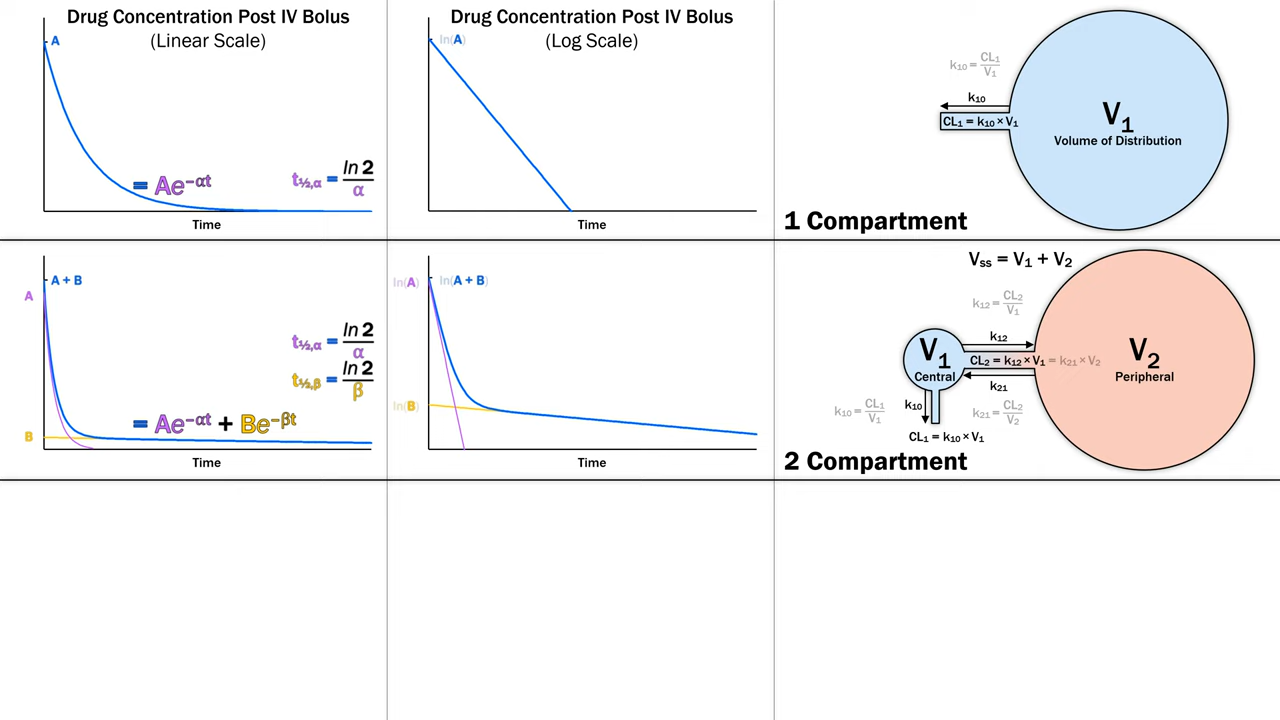 Drug Concentration Post IV Bolus
(Linear Scale)
A
= Ae⁻ᵅᵗ
t½,α = ln 2 / α
Time
Drug Concentration Post IV Bolus
(Log Scale)
ln(A)
Time
k₁₀ = CL₁ / V₁
k₁₀
CL₁ = k₁₀ × V₁
V₁
Volume of Distribution
1 Compartment
A + B
A
t½,α = ln 2 / α
t½,β = ln 2 / β
= Ae⁻ᵅᵗ + Be⁻ᵝᵗ
B
Time
ln(A)
ln(A + B)
ln(B)
Time
Vss = V₁ + V₂
k₁₂ = CL₂ / V₁
k₁₂
V₁
Central
CL₂ = k₁₂ × V₁ = k₂₁ × V₂
V₂
Peripheral
k₂₁
k₁₀ = CL₁ / V₁
k₁₀
k₂₁ = CL₂ / V₂
CL₁ = k₁₀ × V₁
2 Compartment